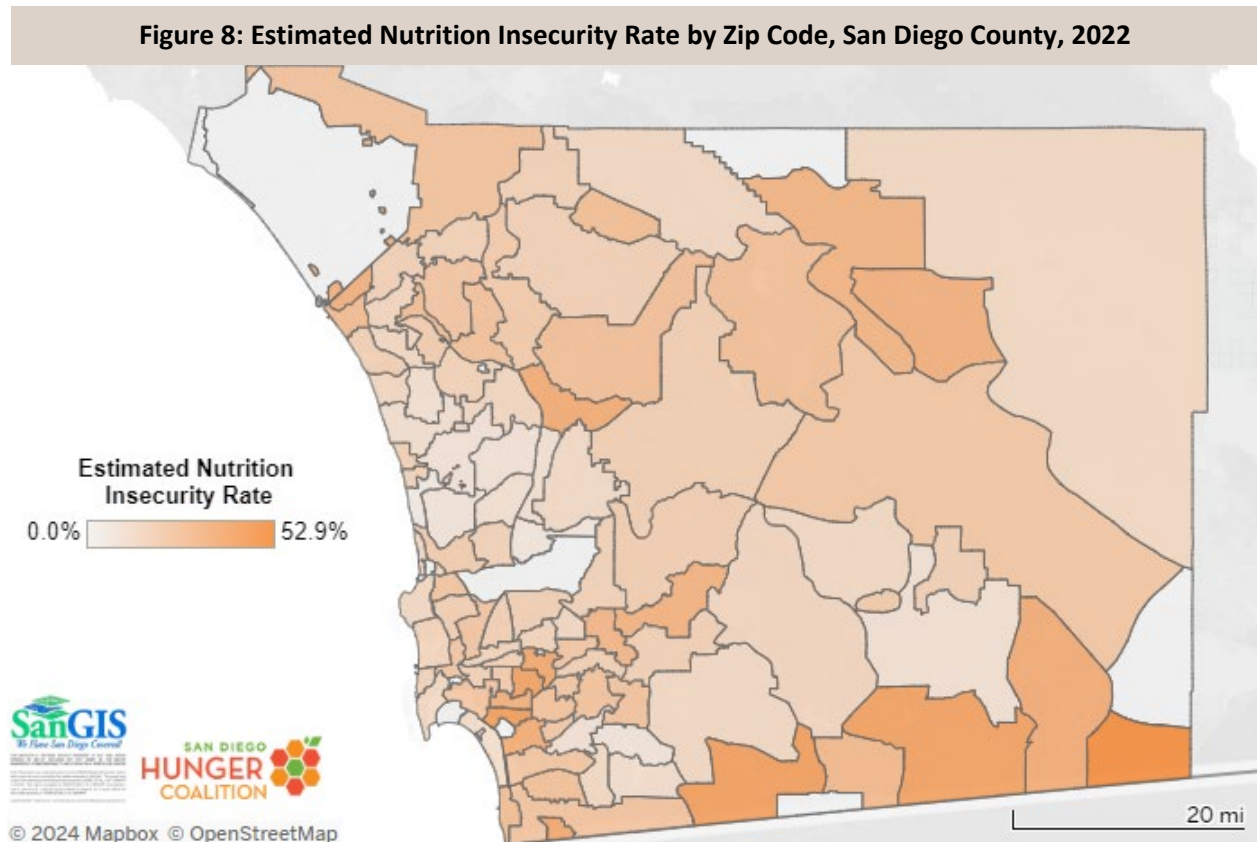 Figure 8: Estimated Nutrition Insecurity Rate by Zip Code, San Diego County, 2022
Estimated Nutrition
Insecurity Rate
0.0%
52.9%
SanGIS
We Have San Diego Covered!
SAN DIEGO
HUNGER
COALITION
© 2024 Mapbox © OpenStreetMap
20 mi